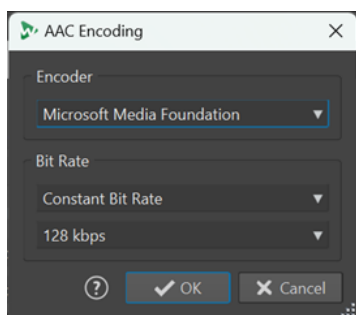 AAC Encoding
Encoder
Microsoft Media Foundation
Bit Rate
Constant Bit Rate
128 kbps
? OK Cancel